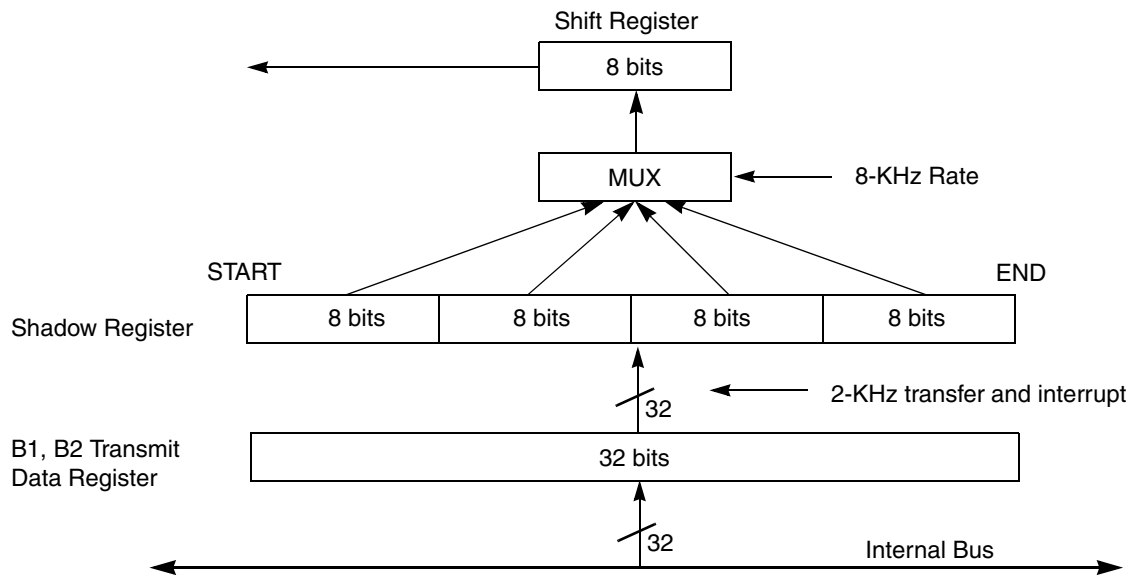 Shift Register
8 bits
MUX
8-KHz Rate
START
END
Shadow Register
8 bits
8 bits
8 bits
8 bits
2-KHz transfer and interrupt
32
B1, B2 Transmit
Data Register
32 bits
32
Internal Bus